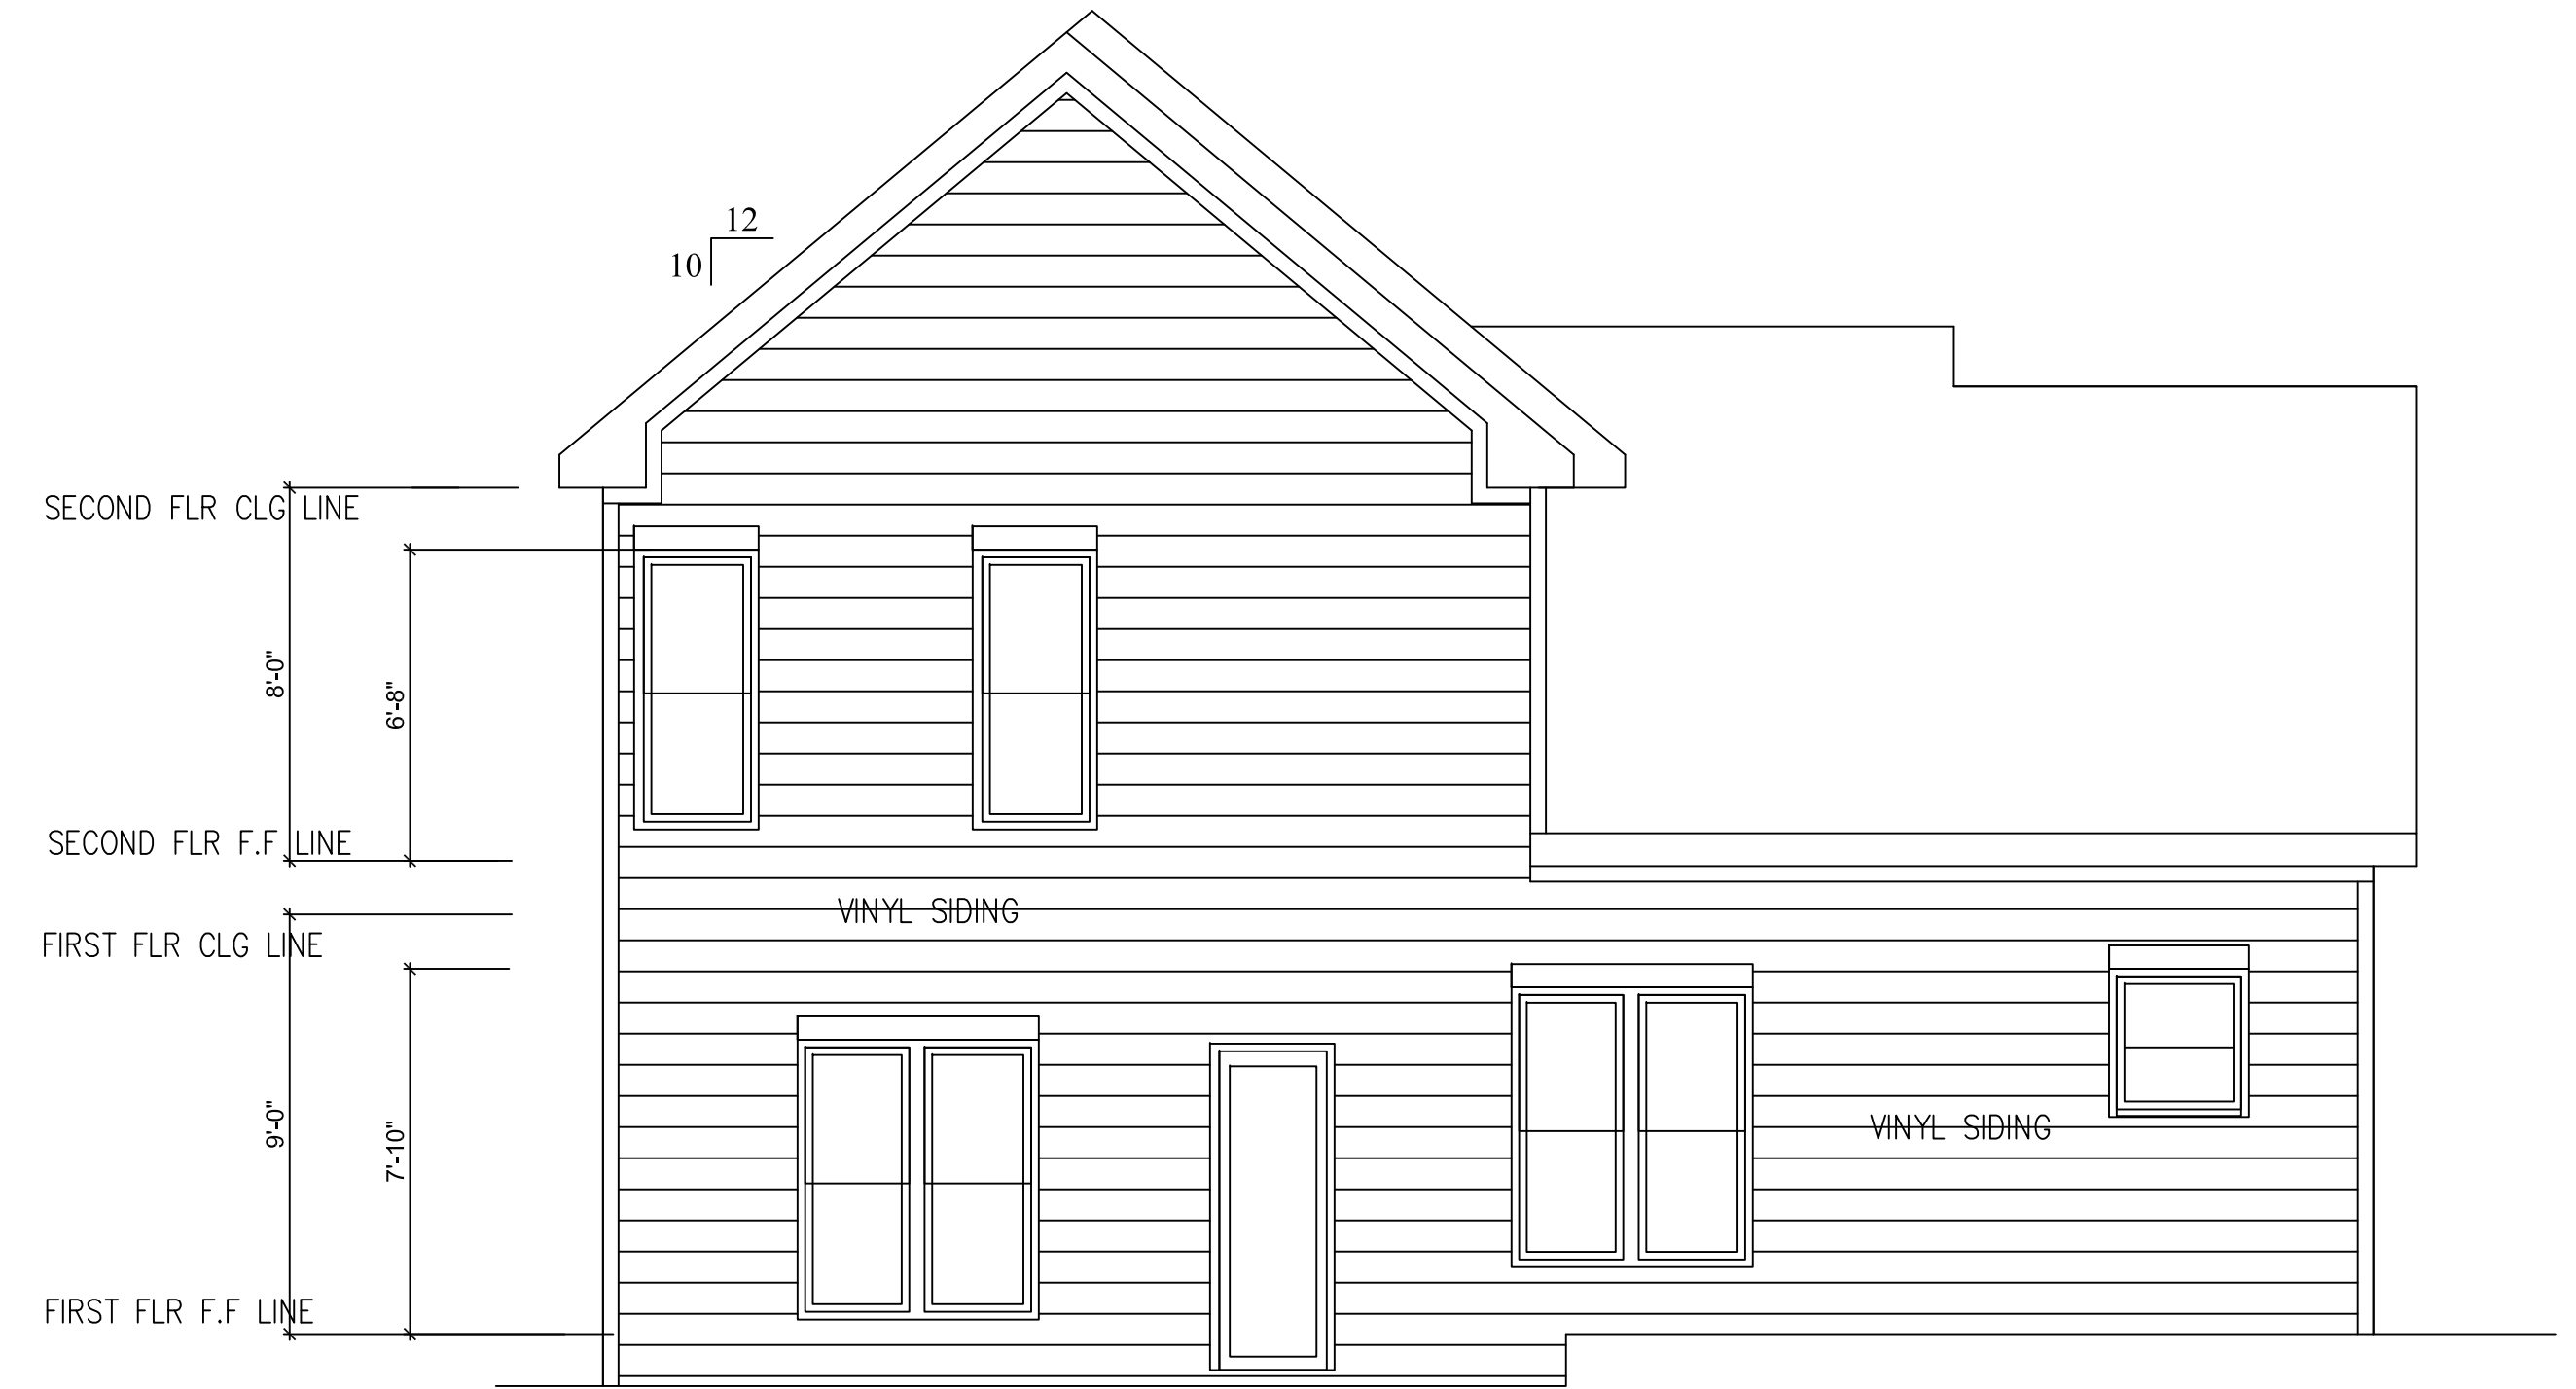 12
10
SECOND FLR CLG LINE
8'-0"
6'-8"
SECOND FLR F.F LINE
VINYL SIDING
FIRST FLR CLG LINE
9'-0"
7'-10"
VINYL SIDING
FIRST FLR F.F LINE